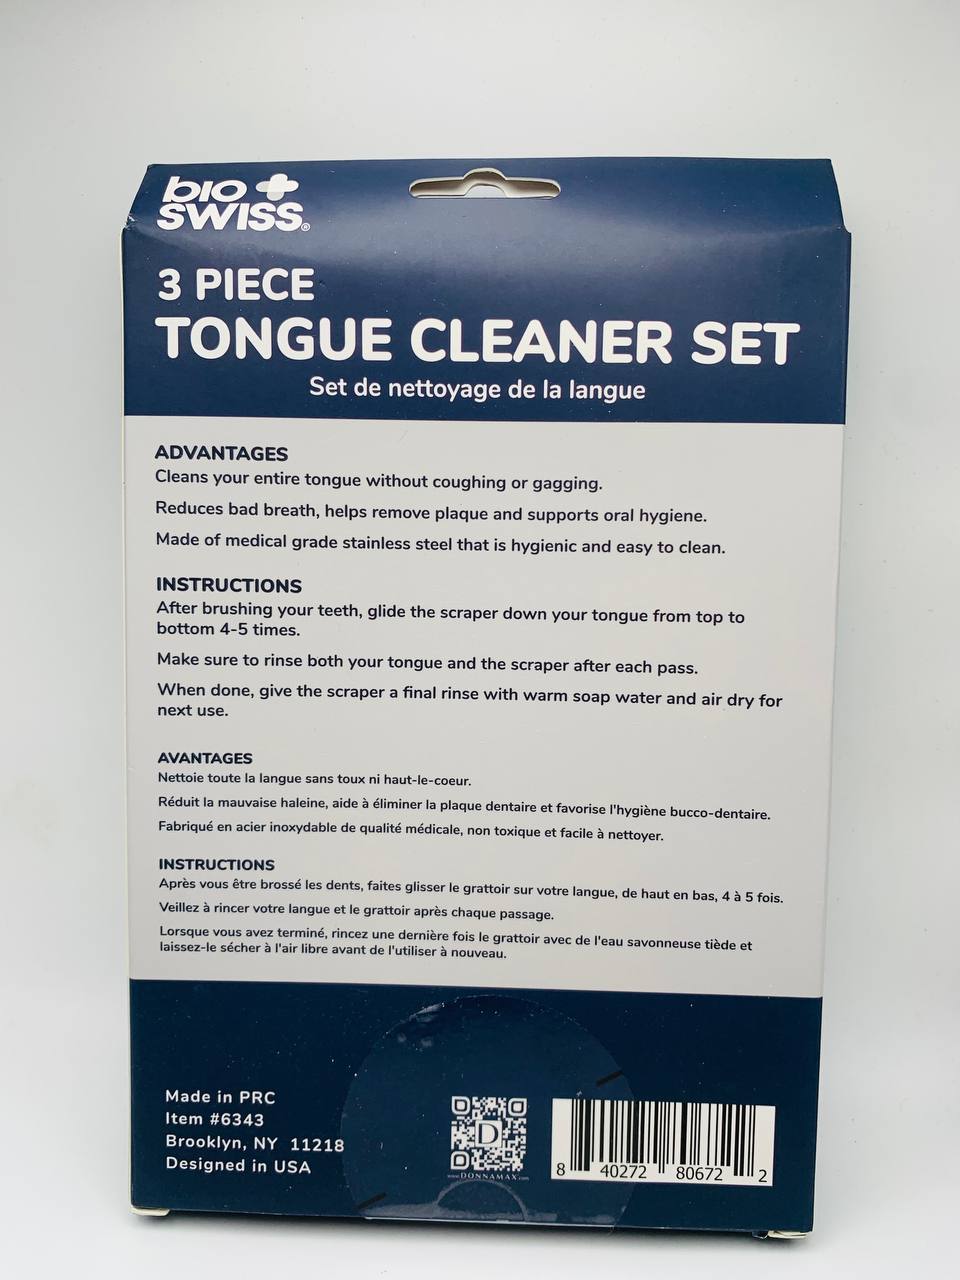 bio
SWISS®
3 PIECE
TONGUE CLEANER SET
Set de nettoyage de la langue
ADVANTAGES
Cleans your entire tongue without coughing or gagging.
Reduces bad breath, helps remove plaque and supports oral hygiene.
Made of medical grade stainless steel that is hygienic and easy to clean.
INSTRUCTIONS
After brushing your teeth, glide the scraper down your tongue from top to
bottom 4-5 times.
Make sure to rinse both your tongue and the scraper after each pass.
When done, give the scraper a final rinse with warm soap water and air dry for
next use.
AVANTAGES
Nettoie toute la langue sans toux ni haut-le-coeur.
Réduit la mauvaise haleine, aide à éliminer la plaque dentaire et favorise l'hygiène bucco-dentaire.
Fabriqué en acier inoxydable de qualité médicale, non toxique et facile à nettoyer.
INSTRUCTIONS
Après vous être brossé les dents, faites glisser le grattoir sur votre langue, de haut en bas, 4 à 5 fois.
Veillez à rincer votre langue et le grattoir après chaque passage.
Lorsque vous avez terminé, rincez une dernière fois le grattoir avec de l'eau savonneuse tiède et
laissez-le sécher à l'air libre avant de l'utiliser à nouveau.
Made in PRC
Item #6343
Brooklyn, NY 11218
Designed in USA
D
www.DONNAMAX.com
8 40272 80672 2